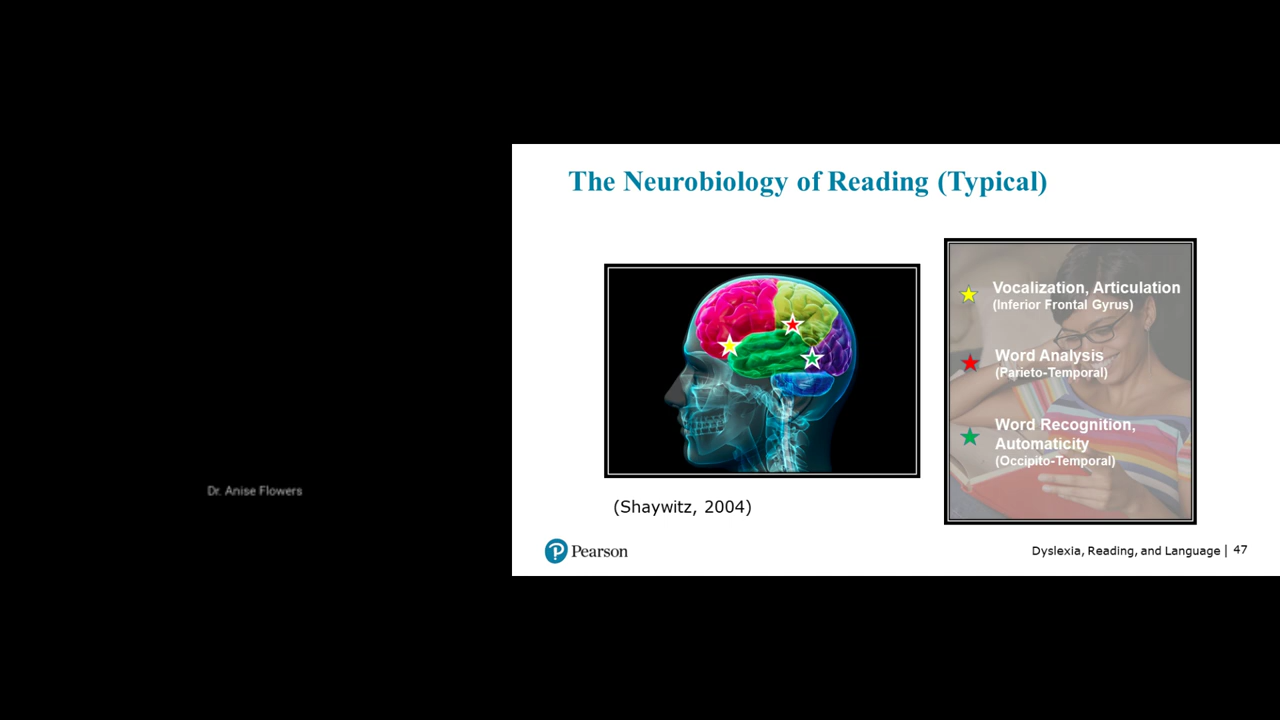 The Neurobiology of Reading (Typical)
Vocalization, Articulation
(Inferior Frontal Gyrus)
Word Analysis
(Parieto-Temporal)
Word Recognition,
Automaticity
(Occipito-Temporal)
Dr. Anise Flowers
(Shaywitz, 2004)
Pearson
Dyslexia, Reading, and Language | 47